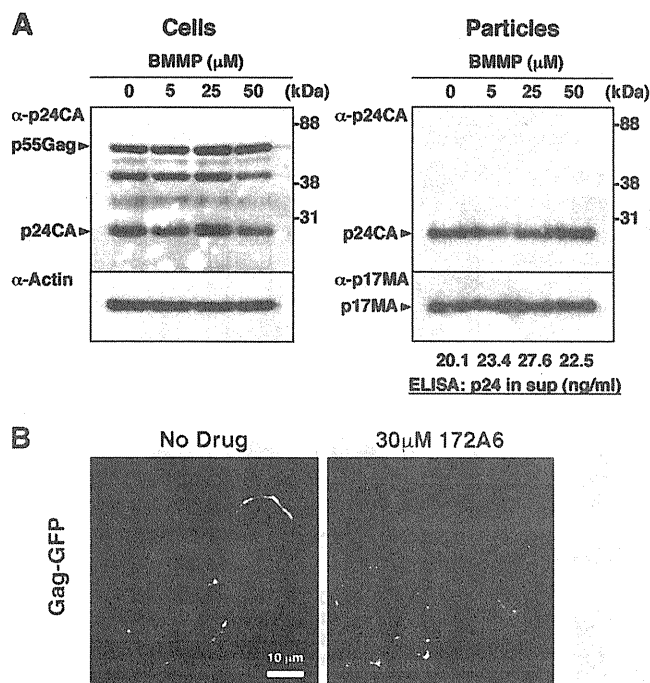 A
Cells
BMMP (μM)
0 5 25 50 (kDa)
α-p24CA
p55Gag
p24CA
-88
-38
-31
α-Actin
Particles
BMMP (μM)
0 5 25 50 (kDa)
α-p24CA
-88
-38
-31
p24CA
α-p17MA
p17MA
20.1 23.4 27.6 22.5
ELISA: p24 in sup (ng/ml)
B
No Drug
30μM 172A6
Gag-GFP
10 μm